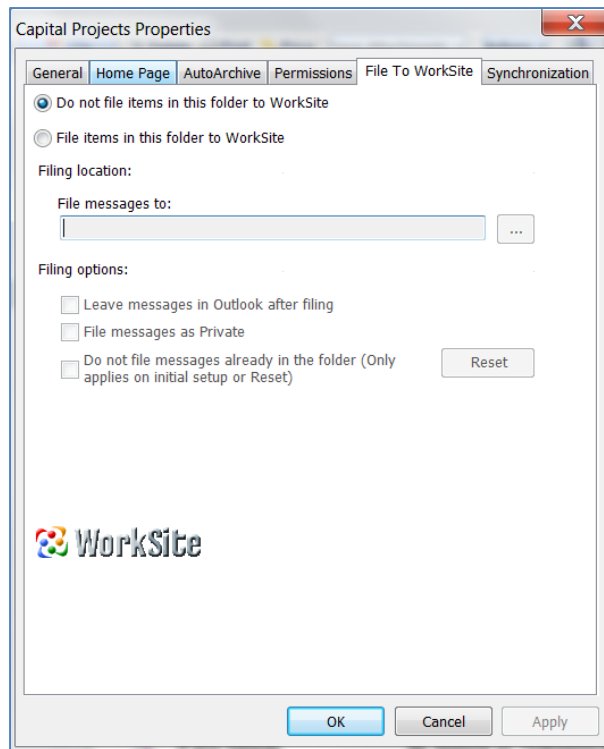 Capital Projects Properties
X
General Home Page AutoArchive Permissions File To WorkSite Synchronization
Do not file items in this folder to WorkSite
File items in this folder to WorkSite
Filing location:
File messages to:
...
Filing options:
Leave messages in Outlook after filing
File messages as Private
Do not file messages already in the folder (Only
applies on initial setup or Reset)
Reset
WorkSite
OK Cancel Apply